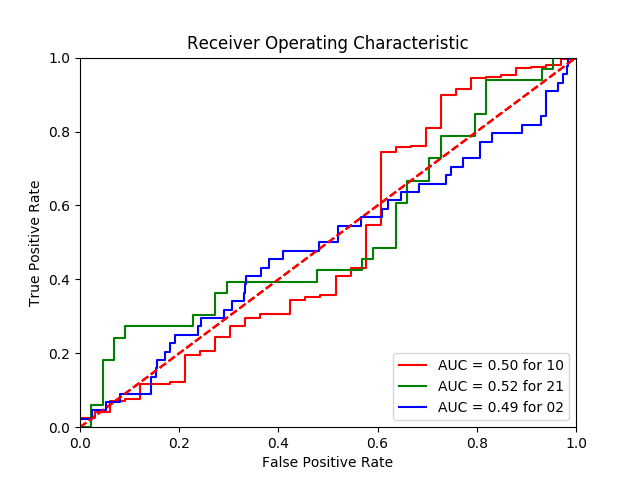 Receiver Operating Characteristic
1.0
0.8
0.6
0.4
0.2
0.0
True Positive Rate
AUC = 0.50 for 10
AUC = 0.52 for 21
AUC = 0.49 for 02
0.0 0.2 0.4 0.6 0.8 1.0
False Positive Rate